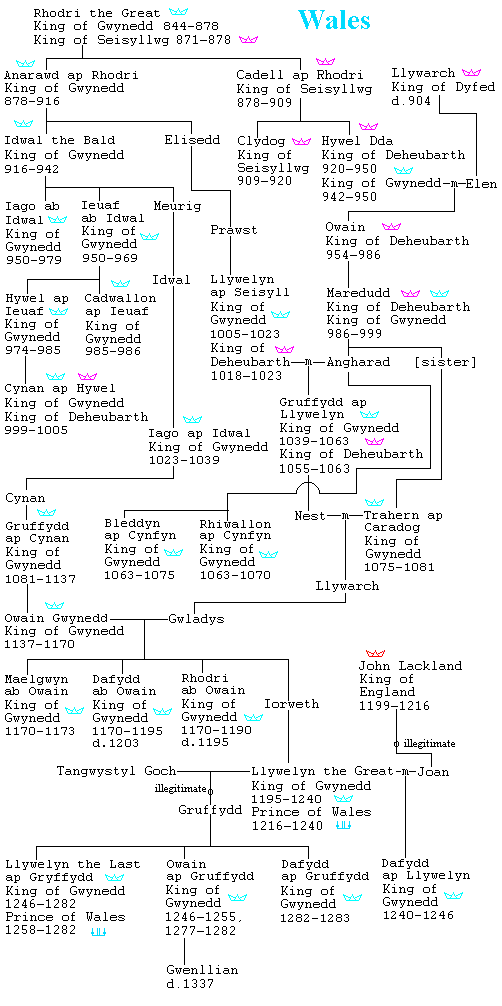 Wales
Rhodri the Great
King of Gwynedd 844-878
King of Seisyllwg 871-878
Anarawd ap Rhodri
King of Gwynedd
878-916
Cadell ap Rhodri
King of Seisyllwg
878-909
Llywarch
King of Dyfed
d.904
Idwal the Bald
King of Gwynedd
916-942
Elisedd
Clydog
King of
Seisyllwg
909-920
Hywel Dda
King of Deheubarth
920-950
King of Gwynedd
942-950
m
Elen
Iago ab
Idwal
King of
Gwynedd
950-979
Ieuaf
ab Idwal
King of
Gwynedd
950-969
Meurig
Prawst
Owain
King of Deheubarth
954-986
Hywel ap
Ieuaf
King of
Gwynedd
974-985
Cadwallon
ap Ieuaf
King of
Gwynedd
985-986
Idwal
Llywelyn
ap Seisyll
King of
Gwynedd
1005-1023
King of
Deheubarth
1018-1023
m
Angharad
Maredudd
King of Deheubarth
King of Gwynedd
986-999
[sister]
Cynan ap Hywel
King of Gwynedd
King of Deheubarth
999-1005
Iago ap Idwal
King of Gwynedd
1023-1039
Gruffydd ap
Llywelyn
King of Gwynedd
1039-1063
King of Deheubarth
1055-1063
Cynan
Gruffydd
ap Cynan
King of
Gwynedd
1081-1137
Bleddyn
ap Cynfyn
King of
Gwynedd
1063-1075
Rhiwallon
ap Cynfyn
King of
Gwynedd
1063-1070
Nest
m
Trahern ap
Caradog
King of
Gwynedd
1075-1081
Llywarch
Owain Gwynedd
King of Gwynedd
1137-1170
Gwladys
Maelgwyn
ab Owain
King of
Gwynedd
1170-1173
Dafydd
ab Owain
King of
Gwynedd
1170-1195
d.1203
Rhodri
ab Owain
King of
Gwynedd
1170-1190
d.1195
Iorweth
John Lackland
King of
England
1199-1216
illegitimate
Tangwystyl Goch
Llywelyn the Great
King of Gwynedd
1195-1240
Prince of Wales
1216-1240
m
Joan
illegitimate
Gruffydd
Llywelyn the Last
ap Gryffydd
King of Gwynedd
1246-1282
Prince of Wales
1258-1282
Owain
ap Gruffydd
King of
Gwynedd
1246-1255,
1277-1282
Dafydd
ap Gruffydd
King of
Gwynedd
1282-1283
Dafydd
ap Llywelyn
King of
Gwynedd
1240-1246
Gwenllian
d.1337